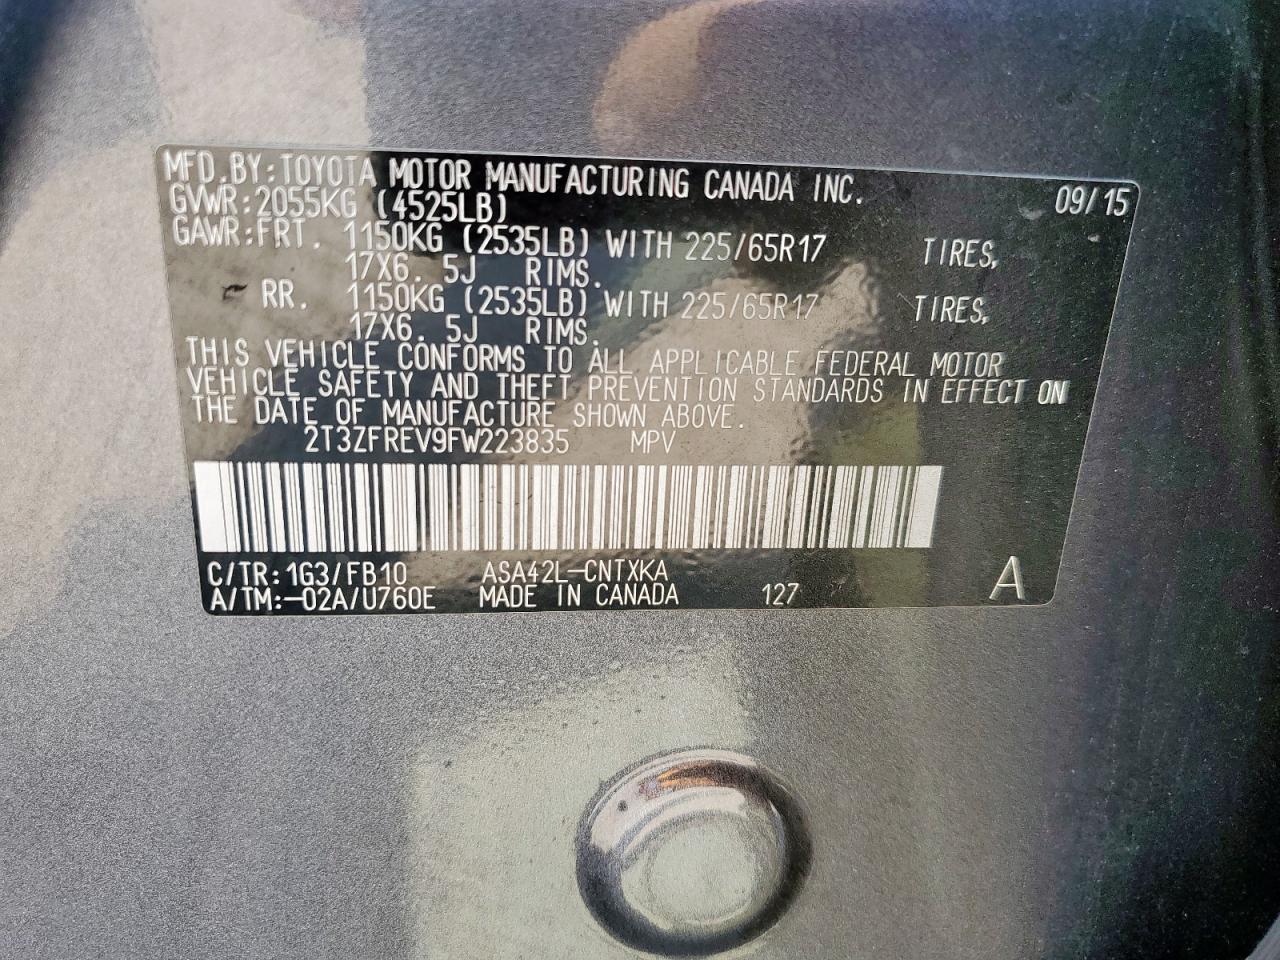 MFD.BY:TOYOTA MOTOR MANUFACTURING CANADA INC. 09/15
GVWR:2055KG (4525LB)
GAWR:FRT. 1150KG (2535LB) WITH 225/65R17 TIRES,
17X6.5J RIMS.
RR. 1150KG (2535LB) WITH 225/65R17 TIRES,
17X6.5J RIMS.
THIS VEHICLE CONFORMS TO ALL APPLICABLE FEDERAL MOTOR
VEHICLE SAFETY AND THEFT PREVENTION STANDARDS IN EFFECT ON
THE DATE OF MANUFACTURE SHOWN ABOVE.
2T3ZFREV9FW223835 MPV
C/TR:1G3/FB10 ASA42L-CNTXKA
A/TM:-02A/U760E MADE IN CANADA 127 A